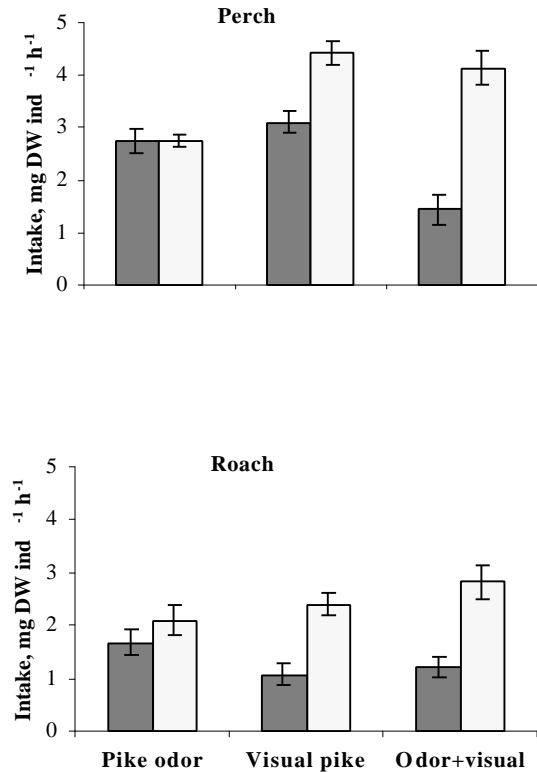 Perch
Intake, mg DW ind -1 h-1
5
4
3
2
1
0
Roach
Intake, mg DW ind -1 h-1
5
4
3
2
1
0
Pike odor Visual pike Odor+visual